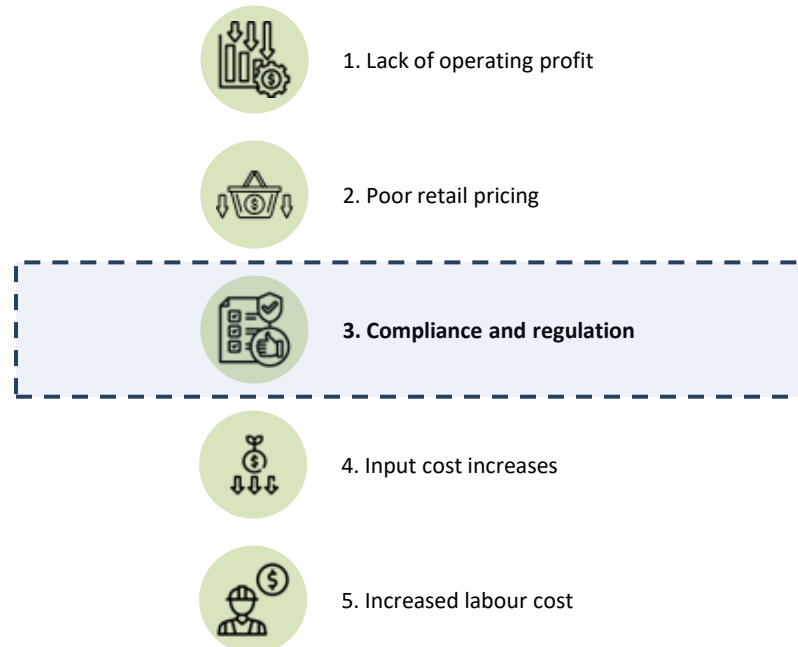 1. Lack of operating profit
2. Poor retail pricing
3. Compliance and regulation
4. Input cost increases
5. Increased labour cost